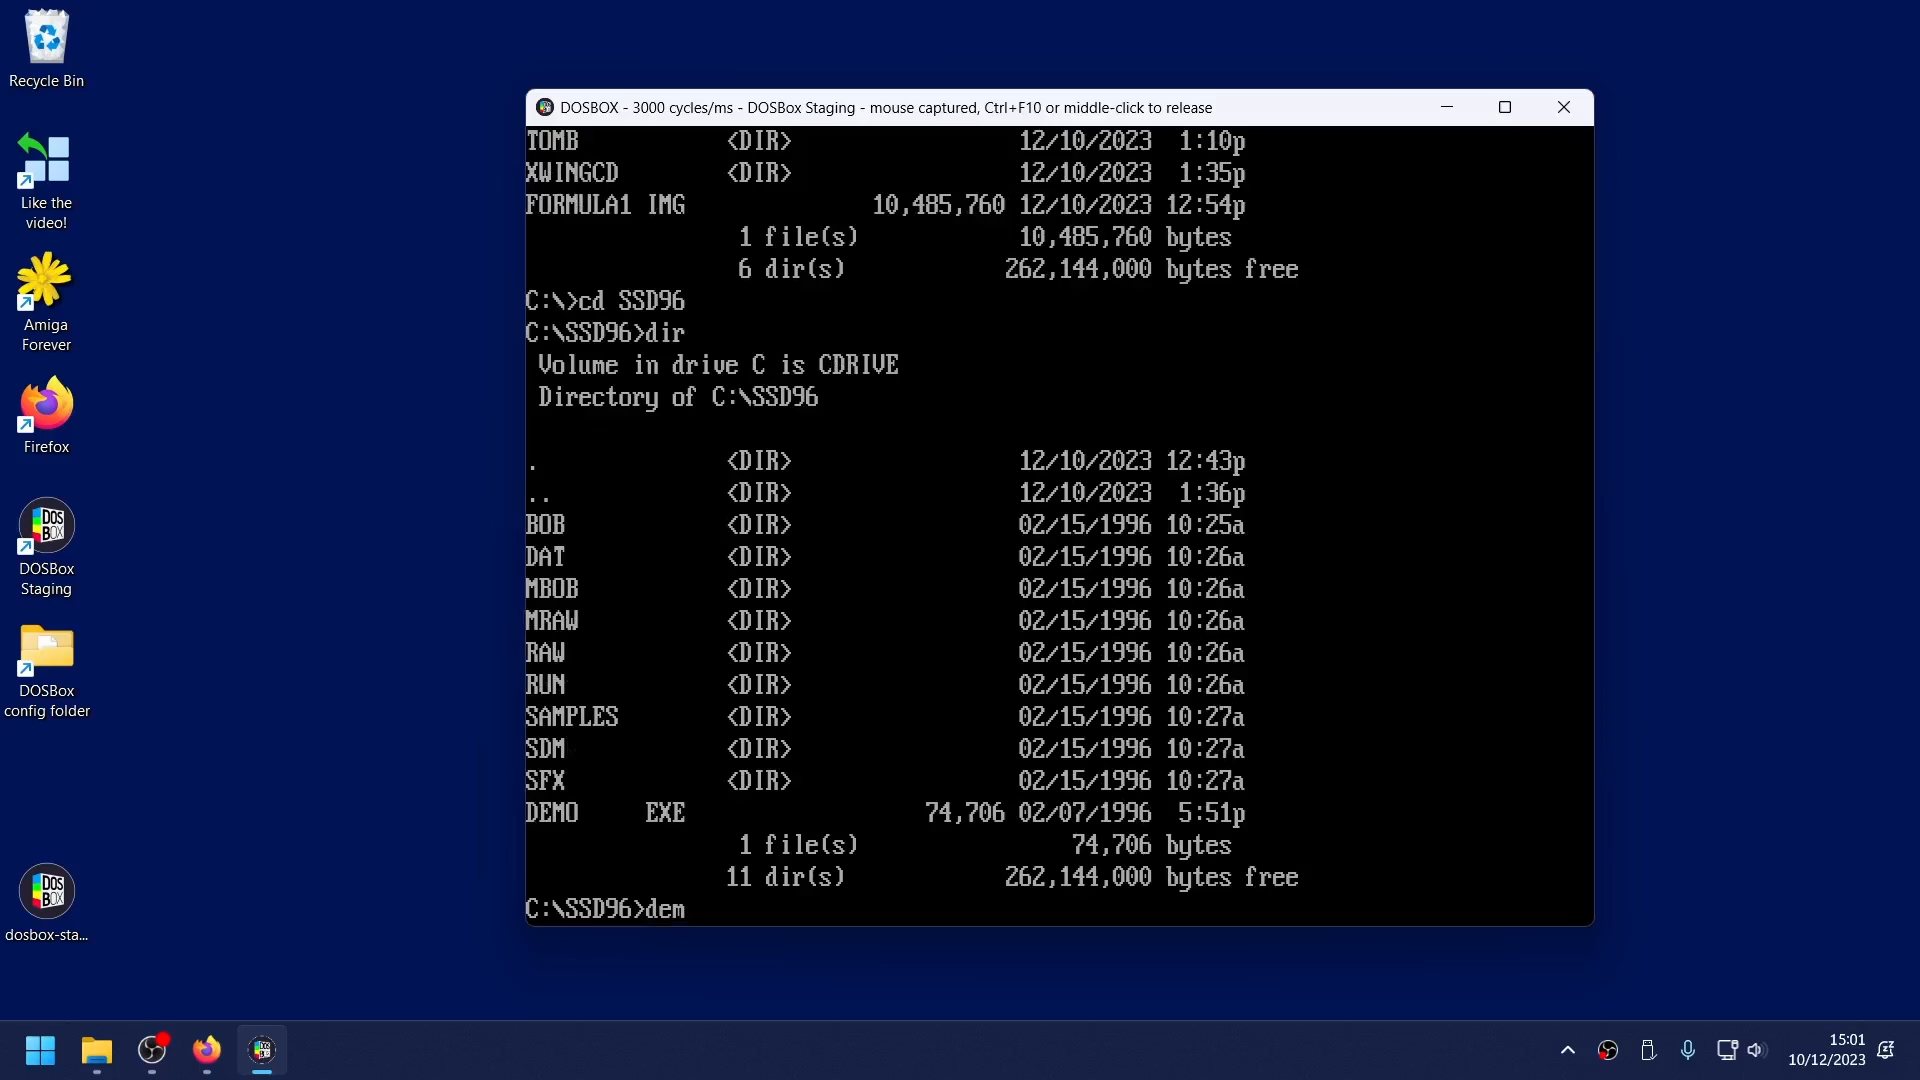 Recycle Bin
Like the
video!
Amiga
Forever
Firefox
DOS
BOX
DOSBox
Staging
DOSBox
config folder
DOS
BOX
dosbox-sta...
DOSBOX - 3000 cycles/ms - DOSBox Staging - mouse captured, Ctrl+F10 or middle-click to release
TOMB <DIR> 12/10/2023 1:10p
XWINGCD <DIR> 12/10/2023 1:35p
FORMULA1 IMG 10,485,760 12/10/2023 12:54p
1 file(s) 10,485,760 bytes
6 dir(s) 262,144,000 bytes free
C:\>cd SSD96
C:\SSD96>dir
Volume in drive C is CDRIVE
Directory of C:\SSD96
. <DIR> 12/10/2023 12:43p
.. <DIR> 12/10/2023 1:36p
BOB <DIR> 02/15/1996 10:25a
DAT <DIR> 02/15/1996 10:26a
MBOB <DIR> 02/15/1996 10:26a
MRAW <DIR> 02/15/1996 10:26a
RAW <DIR> 02/15/1996 10:26a
RUN <DIR> 02/15/1996 10:26a
SAMPLES <DIR> 02/15/1996 10:27a
SDM <DIR> 02/15/1996 10:27a
SFX <DIR> 02/15/1996 10:27a
DEMO EXE 74,706 02/07/1996 5:51p
1 file(s) 74,706 bytes
11 dir(s) 262,144,000 bytes free
C:\SSD96>dem
15:01
10/12/2023